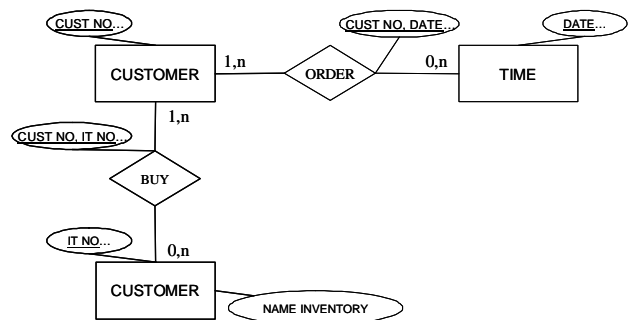 CUST NO...
CUST NO, DATE...
DATE...
CUSTOMER
1,n
ORDER
0,n
TIME
1,n
CUST NO, IT NO...
BUY
IT NO...
0,n
CUSTOMER
NAME INVENTORY